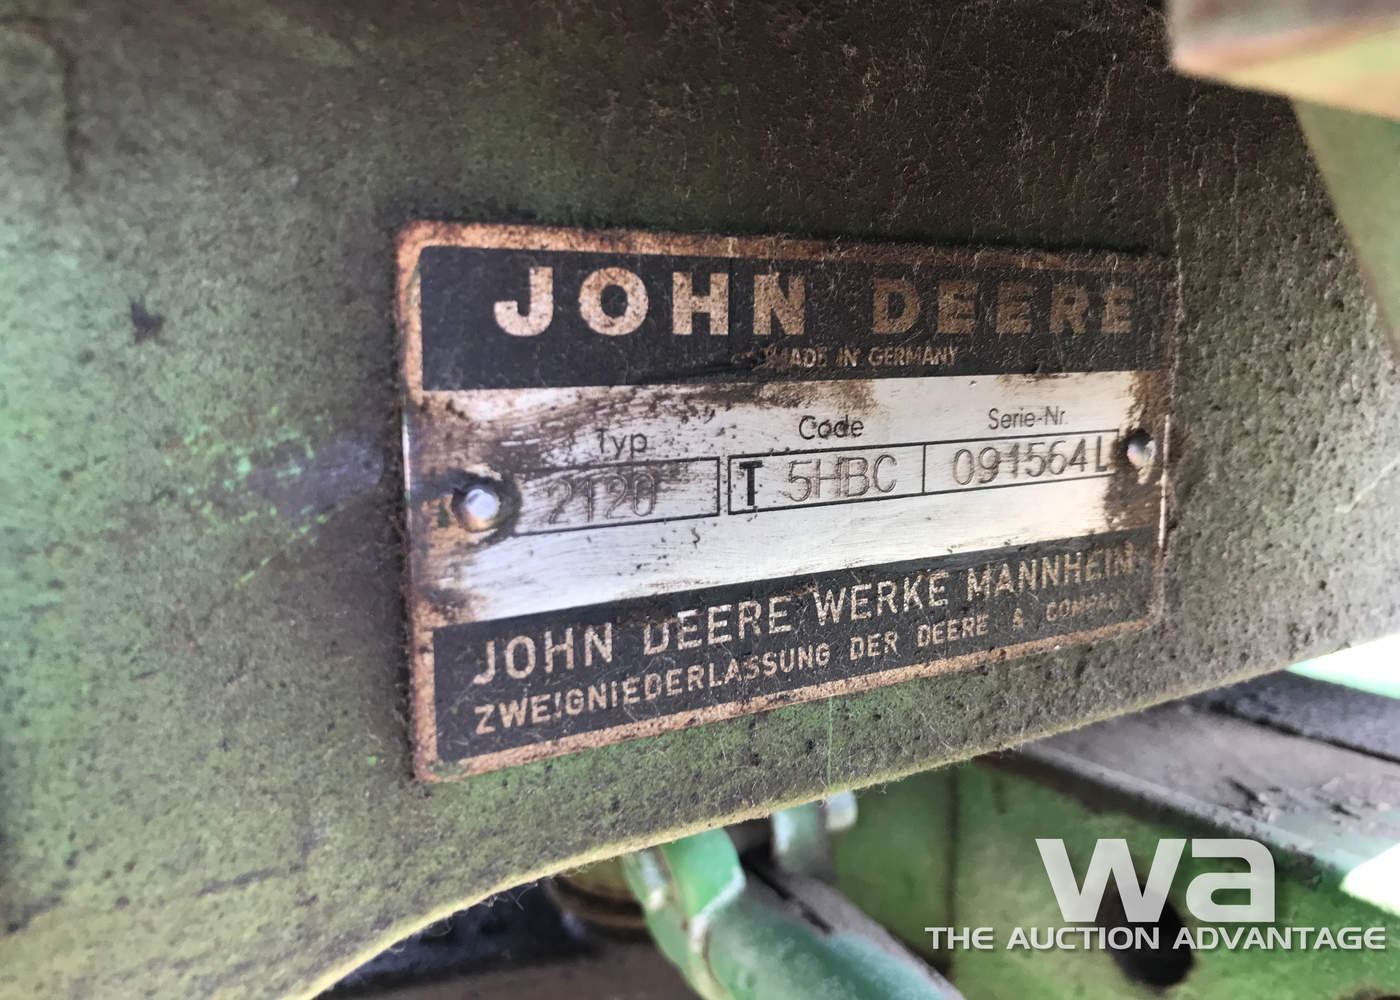 JOHN DEERE
MADE IN GERMANY
Typ Code Serie-Nr.
2120 T 5HBC 091564L
JOHN DEERE WERKE MANNHEIM
ZWEIGNIEDERLASSUNG DER DEERE & COMPANY
wa
THE AUCTION ADVANTAGE